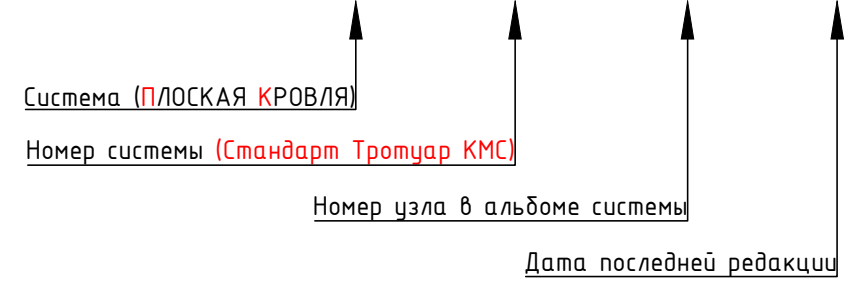 Система (ПЛОСКАЯ КРОВЛЯ)
Номер системы (Стандарт Тротуар КМС)
Номер узла в альбоме системы
Дата последней редакции